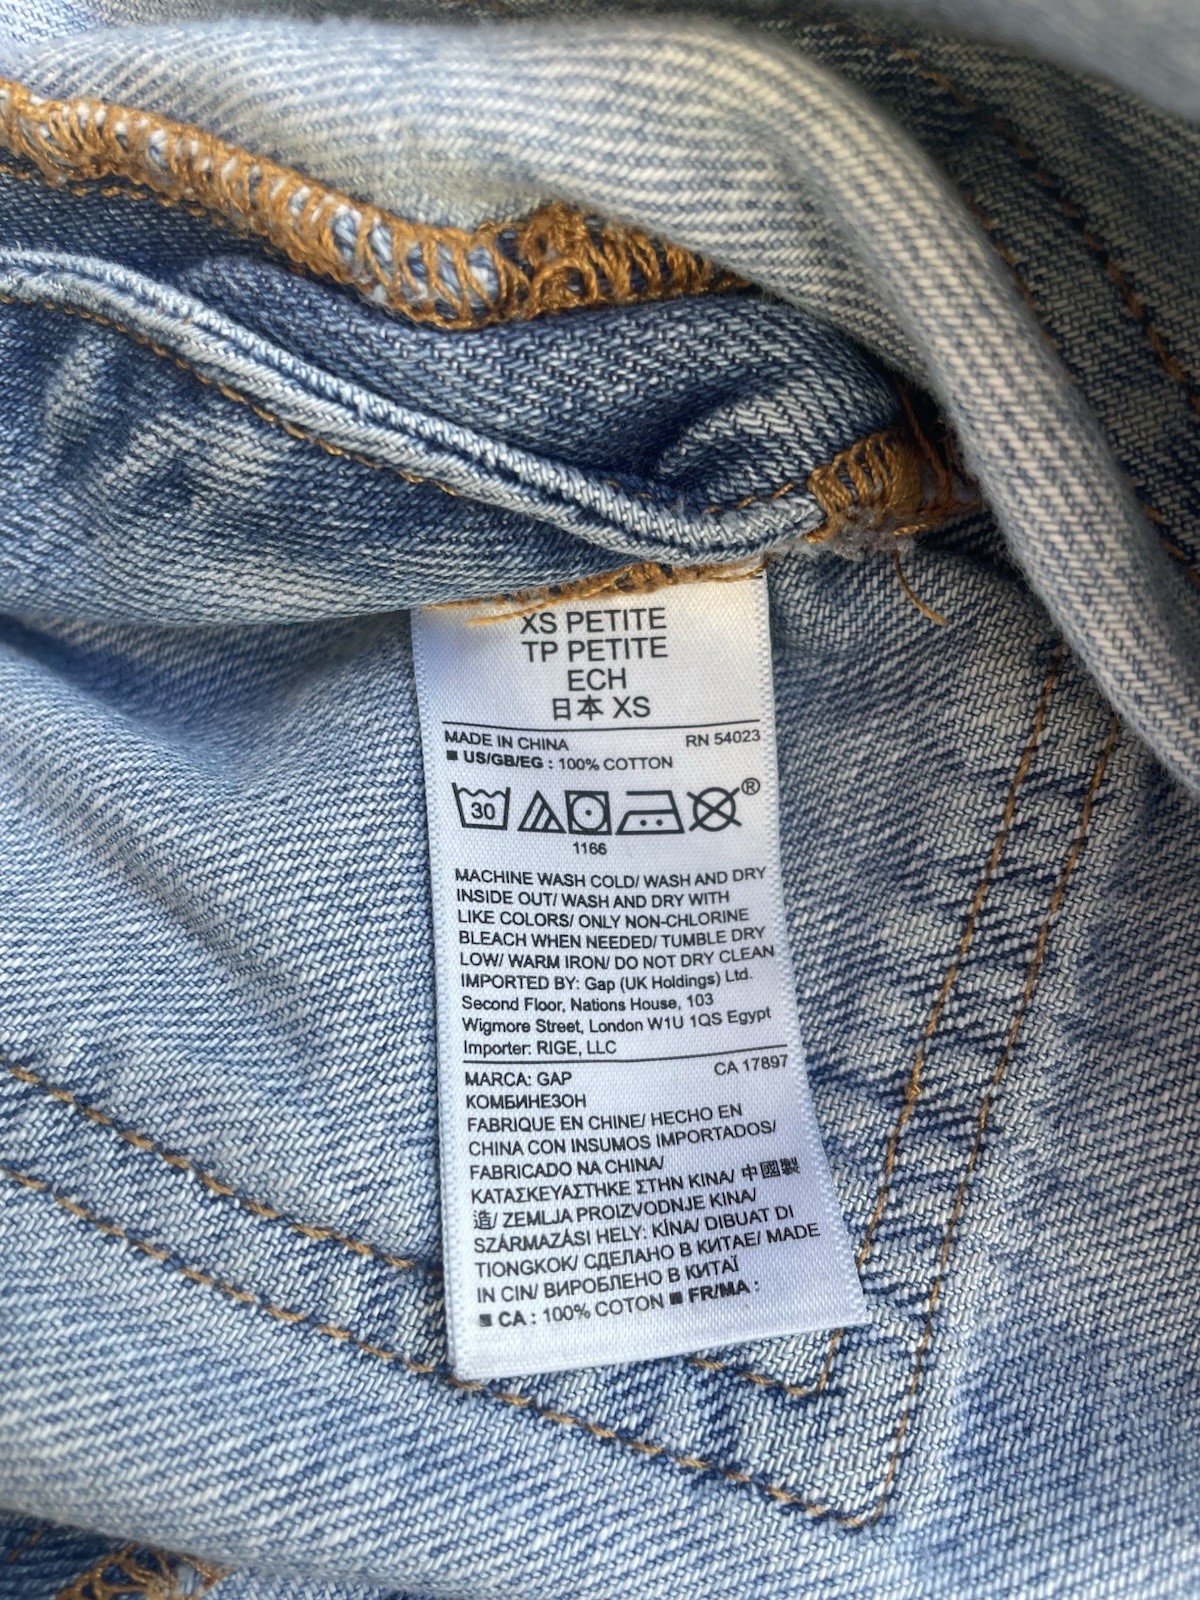 XS PETITE
TP PETITE
ECH
日本 XS
MADE IN CHINA RN 54023
■ US/GB/EG : 100% COTTON
30 ®
1166
MACHINE WASH COLD/ WASH AND DRY
INSIDE OUT/ WASH AND DRY WITH
LIKE COLORS/ ONLY NON-CHLORINE
BLEACH WHEN NEEDED/ TUMBLE DRY
LOW/ WARM IRON/ DO NOT DRY CLEAN
IMPORTED BY: Gap (UK Holdings) Ltd.
Second Floor, Nations House, 103
Wigmore Street, London W1U 1QS Egypt
Importer: RIGE, LLC
MARCA: GAP CA 17897
КОМБИНЕЗОН
FABRIQUE EN CHINE/ HECHO EN
CHINA CON INSUMOS IMPORTADOS/
FABRICADO NA CHINA/
ΚΑΤΑΣΚΕΥΑΣΤΗΚΕ ΣΤΗΝ ΚΙΝΑ/ 中國製
造/ ZEMLJA PROIZVODNJE KINA/
SZÁRMAZÁSI HELY: KÍNA/ DIBUAT DI
TIONGKOK/ СДЕЛАНО В КИТАЕ/ MADE
IN CIN/ ВИРОБЛЕНО В КИТАЇ
■ CA : 100% COTON ■ FR/MA :